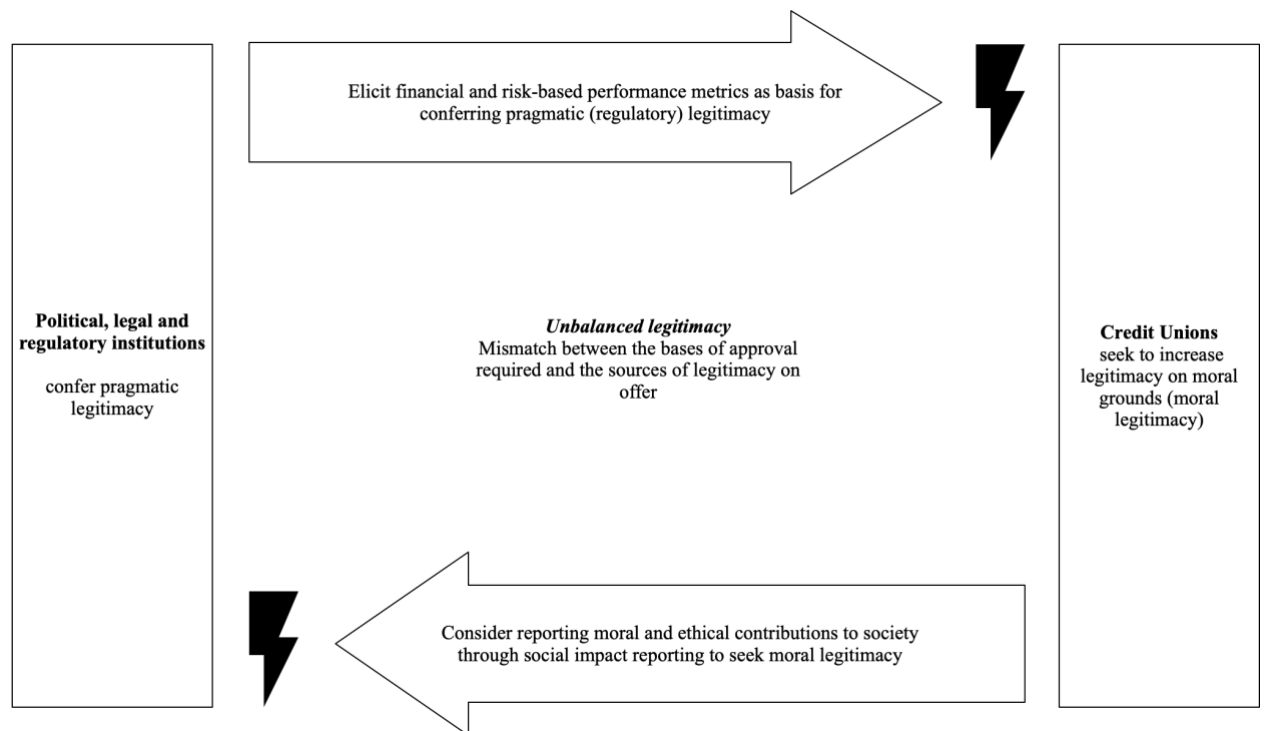 Elicit financial and risk-based performance metrics as basis for
conferring pragmatic (regulatory) legitimacy
Political, legal and
regulatory institutions
confer pragmatic
legitimacy
Unbalanced legitimacy
Mismatch between the bases of approval
required and the sources of legitimacy on
offer
Credit Unions
seek to increase
legitimacy on moral
grounds (moral
legitimacy)
Consider reporting moral and ethical contributions to society
through social impact reporting to seek moral legitimacy